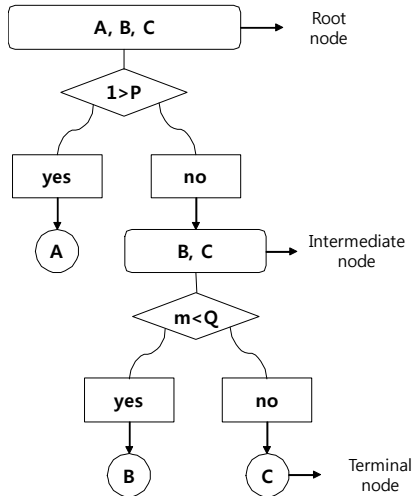 A, B, C
Root
node
1>P
yes
no
A
B, C
Intermediate
node
m<Q
yes
no
B
C
Terminal
node